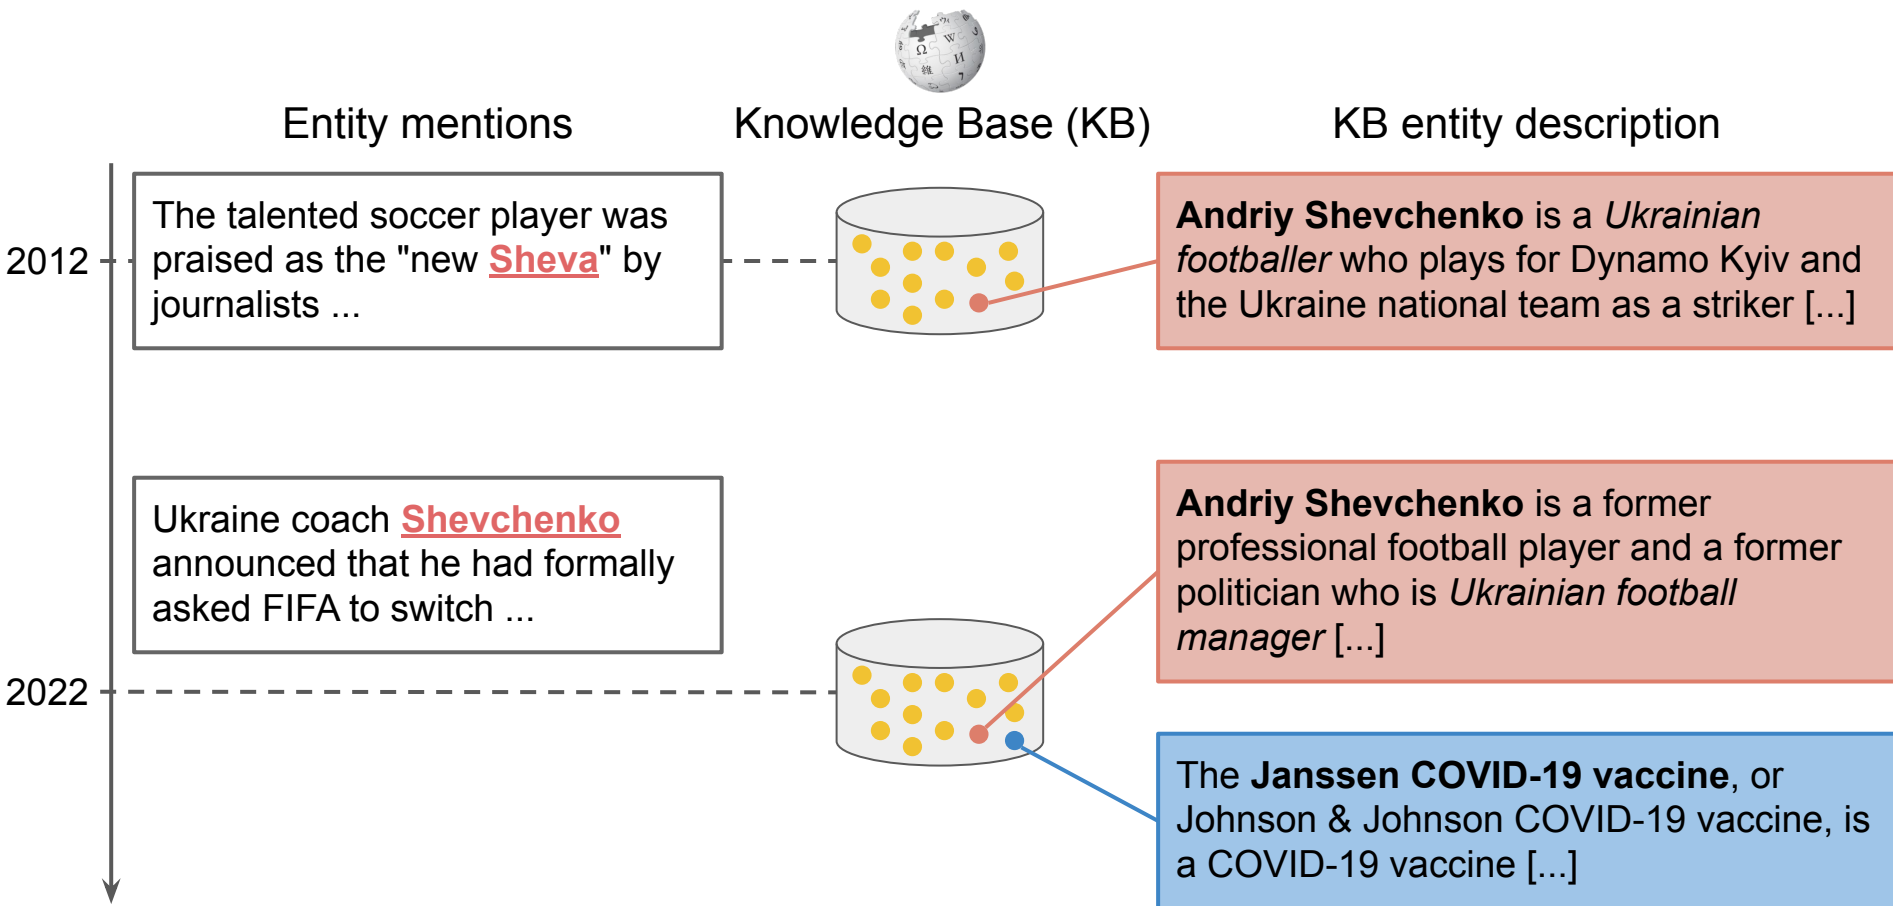 Entity mentions
Knowledge Base (KB)
KB entity description
2012
The talented soccer player was
praised as the "new Sheva" by
journalists ...
Andriy Shevchenko is a Ukrainian
footballer who plays for Dynamo Kyiv and
the Ukraine national team as a striker [...]
2022
Ukraine coach Shevchenko
announced that he had formally
asked FIFA to switch ...
Andriy Shevchenko is a former
professional football player and a former
politician who is Ukrainian football
manager [...]
The Janssen COVID-19 vaccine, or
Johnson & Johnson COVID-19 vaccine, is
a COVID-19 vaccine [...]